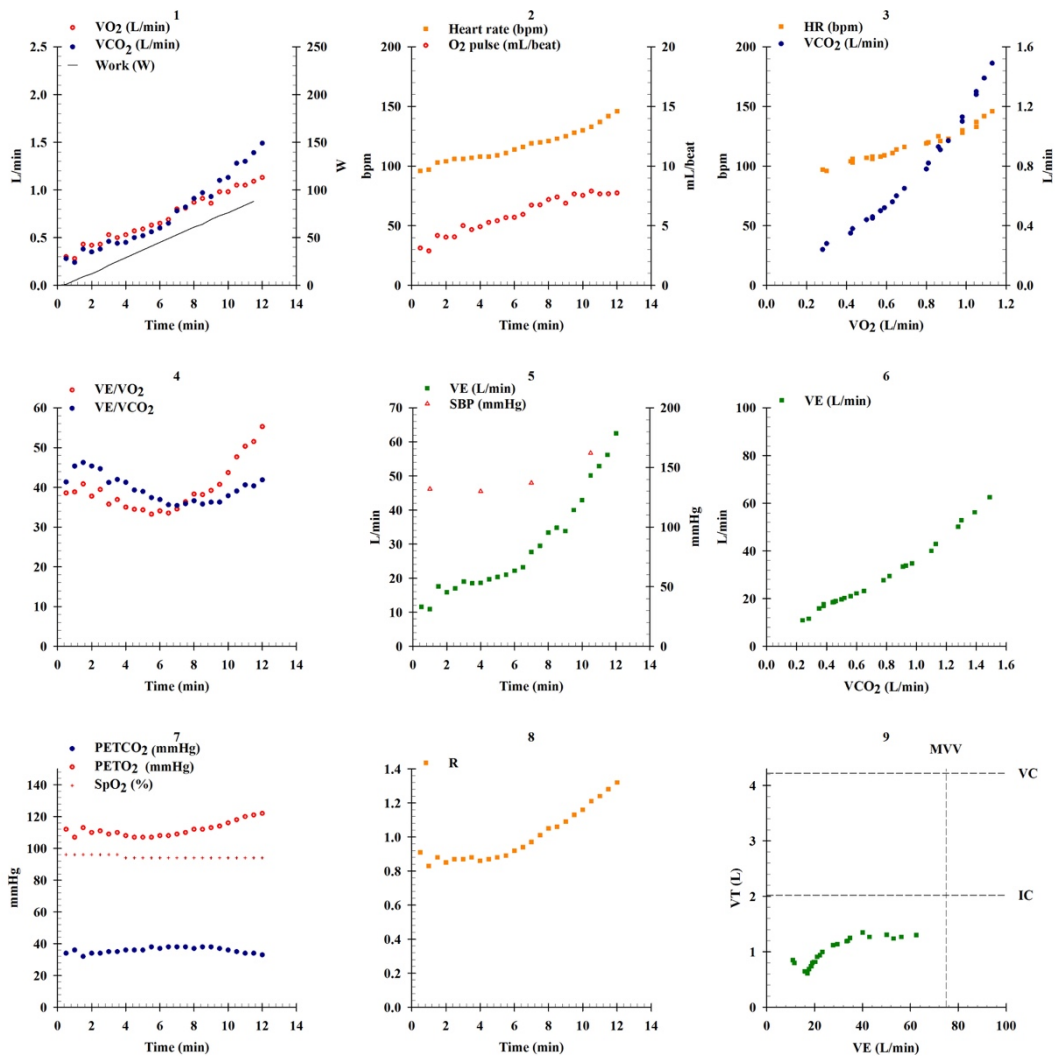 1
VO2 (L/min)
VCO2 (L/min)
Work (W)
2.5
2.0
1.5
1.0
0.5
0.0
L/min
250
200
150
100
50
0
W
0 2 4 6 8 10 12 14
Time (min)
2
Heart rate (bpm)
O2 pulse (mL/beat)
200
150
100
50
0
bpm
20
15
10
5
0
mL/beat
0 2 4 6 8 10 12 14
Time (min)
3
HR (bpm)
VCO2 (L/min)
200
150
100
50
0
bpm
1.6
1.2
0.8
0.4
0.0
L/min
0.0 0.2 0.4 0.6 0.8 1.0 1.2
VO2 (L/min)
4
VE/VO2
VE/VCO2
60
50
40
30
20
10
0
0 2 4 6 8 10 12 14
Time (min)
5
VE (L/min)
SBP (mmHg)
70
60
50
40
30
20
10
0
L/min
200
150
100
50
0
mmHg
0 2 4 6 8 10 12 14
Time (min)
6
VE (L/min)
100
80
60
40
20
0
L/min
0.0 0.2 0.4 0.6 0.8 1.0 1.2 1.4 1.6
VCO2 (L/min)
7
PETCO2 (mmHg)
PETO2 (mmHg)
SpO2 (%)
140
120
100
80
60
40
20
0
mmHg
0 2 4 6 8 10 12 14
Time (min)
8
R
1.4
1.2
1.0
0.8
0.6
0.4
0.2
0.0
0 2 4 6 8 10 12 14
Time (min)
9
MVV
VC
IC
4
3
2
1
0
VT (L)
0 20 40 60 80 100
VE (L/min)